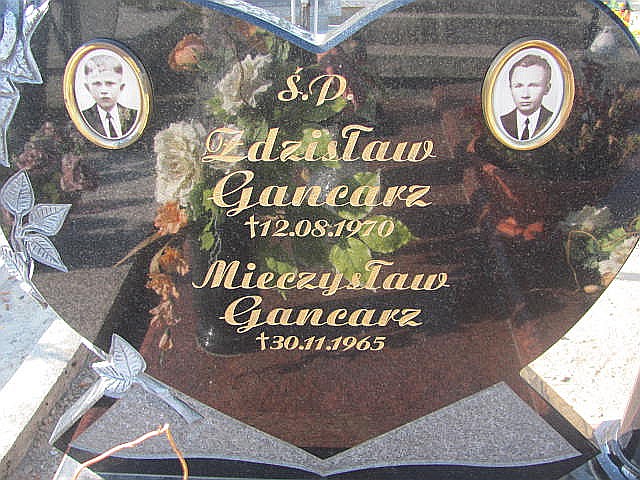 Ś.P.
Zdzisław
Gancarz
✝12.08.1970
Mieczysław
Gancarz
✝30.11.1965